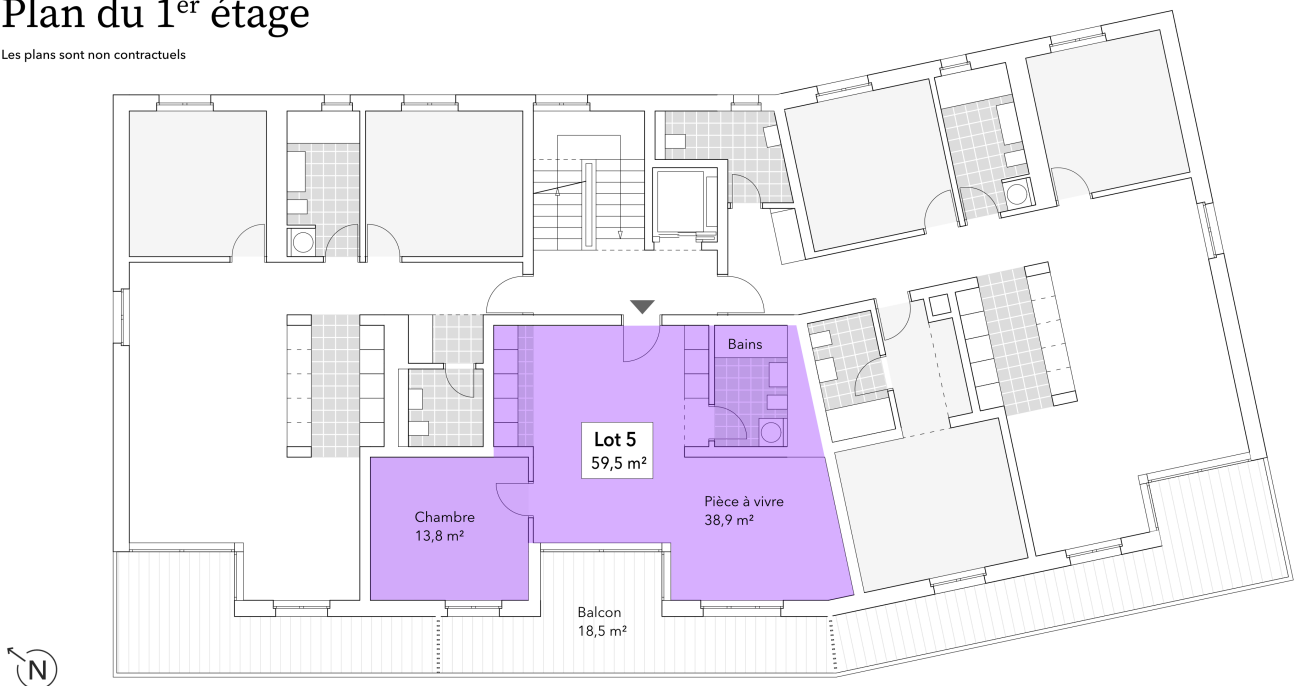 Plan du 1er étage
Les plans sont non contractuels
Bains
Lot 5
59,5 m²
Pièce à vivre
38,9 m²
Chambre
13,8 m²
Balcon
18,5 m²
N